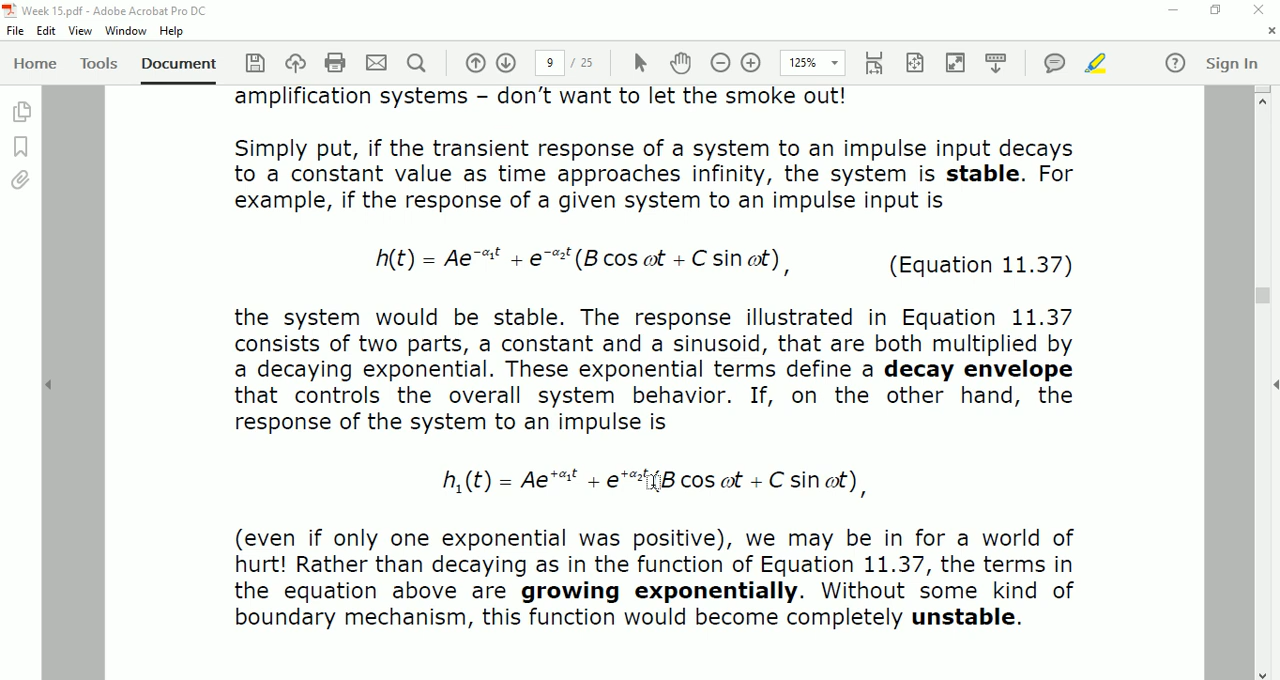 Week 15.pdf - Adobe Acrobat Pro DC
File Edit View Window Help
Home Tools Document 9 / 25 125% Sign In
amplification systems – don't want to let the smoke out!
Simply put, if the transient response of a system to an impulse input decays
to a constant value as time approaches infinity, the system is stable. For
example, if the response of a given system to an impulse input is
h(t) = Ae^{-α₁t} + e^{-α₂t}(B cos ωt + C sin ωt), (Equation 11.37)
the system would be stable. The response illustrated in Equation 11.37
consists of two parts, a constant and a sinusoid, that are both multiplied by
a decaying exponential. These exponential terms define a decay envelope
that controls the overall system behavior. If, on the other hand, the
response of the system to an impulse is
h₁(t) = Ae^{+α₁t} + e^{+α₂t}(B cos ωt + C sin ωt),
(even if only one exponential was positive), we may be in for a world of
hurt! Rather than decaying as in the function of Equation 11.37, the terms in
the equation above are growing exponentially. Without some kind of
boundary mechanism, this function would become completely unstable.